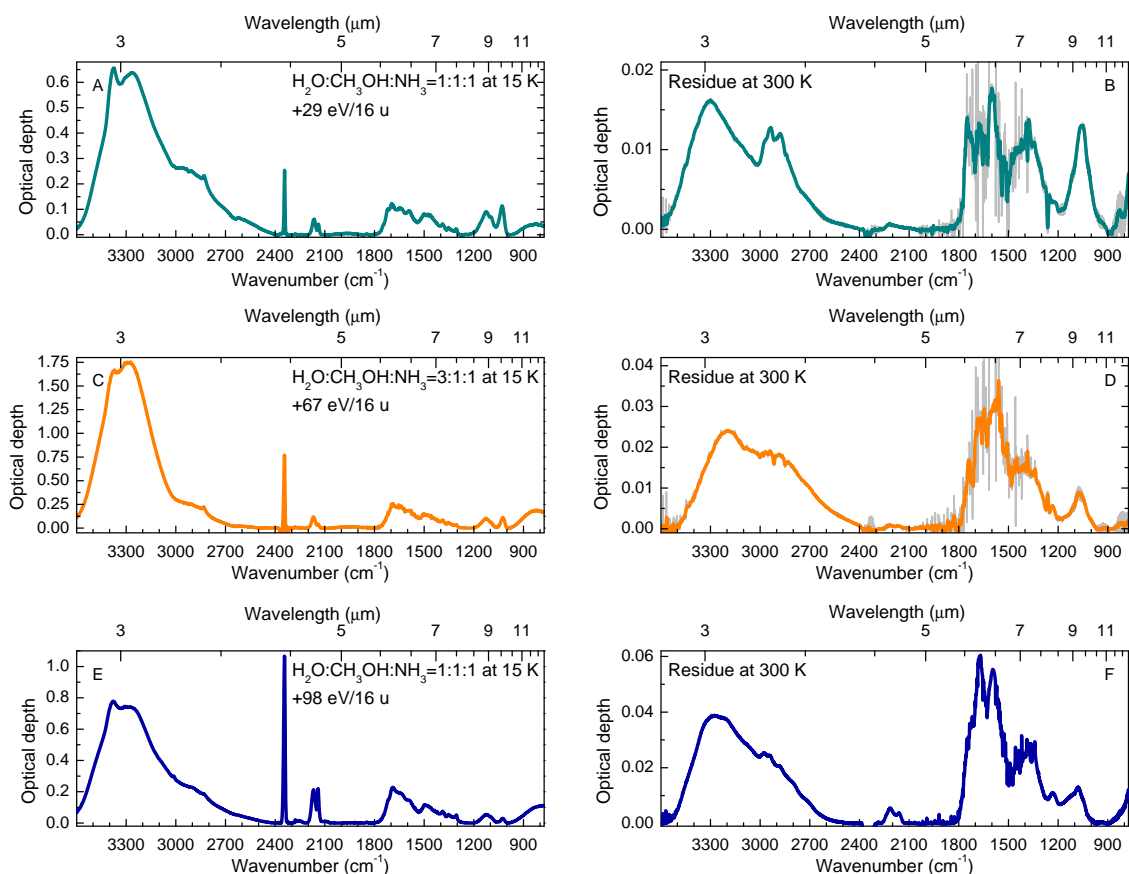 Wavelength (μm)
3 5 7 9 11
A
H₂O:CH₃OH:NH₃=1:1:1 at 15 K
+29 eV/16 u
Optical depth
0.6
0.5
0.4
0.3
0.2
0.1
0.0
3300 3000 2700 2400 2100 1800 1500 1200 900
Wavenumber (cm⁻¹)
Wavelength (μm)
3 5 7 9 11
Residue at 300 K
B
Optical depth
0.02
0.01
0.00
3300 3000 2700 2400 2100 1800 1500 1200 900
Wavenumber (cm⁻¹)
Wavelength (μm)
3 5 7 9 11
C
H₂O:CH₃OH:NH₃=3:1:1 at 15 K
+67 eV/16 u
Optical depth
1.75
1.50
1.25
1.00
0.75
0.50
0.25
0.00
3300 3000 2700 2400 2100 1800 1500 1200 900
Wavenumber (cm⁻¹)
Wavelength (μm)
3 5 7 9 11
Residue at 300 K
D
Optical depth
0.04
0.03
0.02
0.01
0.00
3300 3000 2700 2400 2100 1800 1500 1200 900
Wavenumber (cm⁻¹)
Wavelength (μm)
3 5 7 9 11
E
H₂O:CH₃OH:NH₃=1:1:1 at 15 K
+98 eV/16 u
Optical depth
1.0
0.8
0.6
0.4
0.2
0.0
3300 3000 2700 2400 2100 1800 1500 1200 900
Wavenumber (cm⁻¹)
Wavelength (μm)
3 5 7 9 11
Residue at 300 K
F
Optical depth
0.06
0.04
0.02
0.00
3300 3000 2700 2400 2100 1800 1500 1200 900
Wavenumber (cm⁻¹)